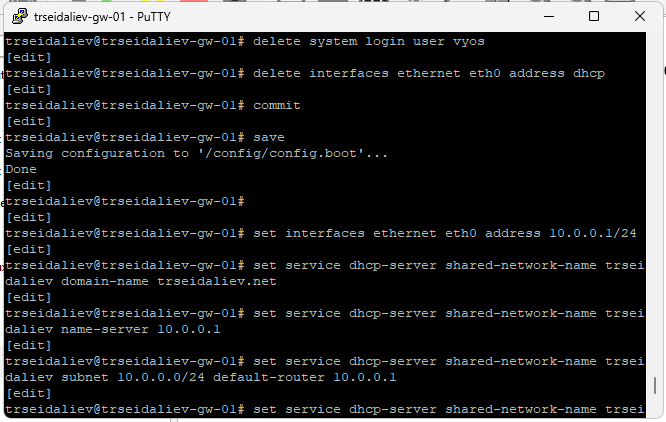 trseidaliev-gw-01 - PuTTY
trseidaliev@trseidaliev-gw-01# delete system login user vyos
[edit]
trseidaliev@trseidaliev-gw-01# delete interfaces ethernet eth0 address dhcp
[edit]
trseidaliev@trseidaliev-gw-01# commit
[edit]
trseidaliev@trseidaliev-gw-01# save
Saving configuration to '/config/config.boot'...
Done
[edit]
trseidaliev@trseidaliev-gw-01#
[edit]
trseidaliev@trseidaliev-gw-01# set interfaces ethernet eth0 address 10.0.0.1/24
[edit]
trseidaliev@trseidaliev-gw-01# set service dhcp-server shared-network-name trsei
daliev domain-name trseidaliev.net
[edit]
trseidaliev@trseidaliev-gw-01# set service dhcp-server shared-network-name trsei
daliev name-server 10.0.0.1
[edit]
trseidaliev@trseidaliev-gw-01# set service dhcp-server shared-network-name trsei
daliev subnet 10.0.0.0/24 default-router 10.0.0.1
[edit]
trseidaliev@trseidaliev-gw-01# set service dhcp-server shared-network-name trsei